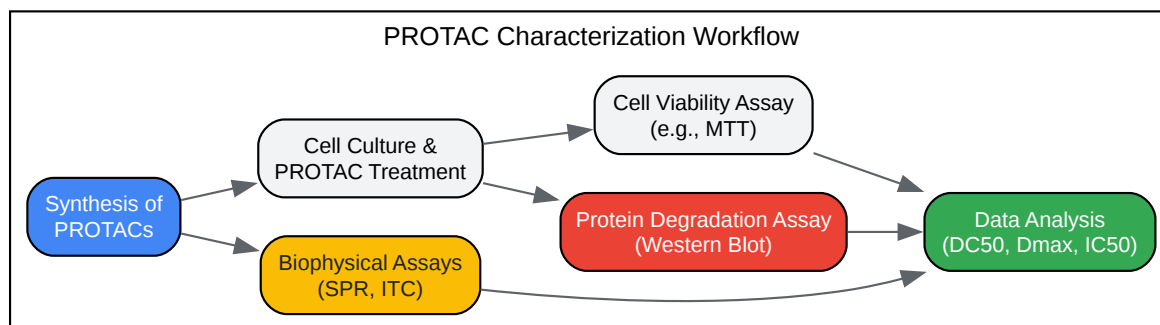 PROTAC Characterization Workflow
Cell Viability Assay
(e.g., MTT)
Cell Culture &
PROTAC Treatment
Synthesis of
PROTACs
Protein Degradation Assay
(Western Blot)
Data Analysis
(DC50, Dmax, IC50)
Biophysical Assays
(SPR, ITC)